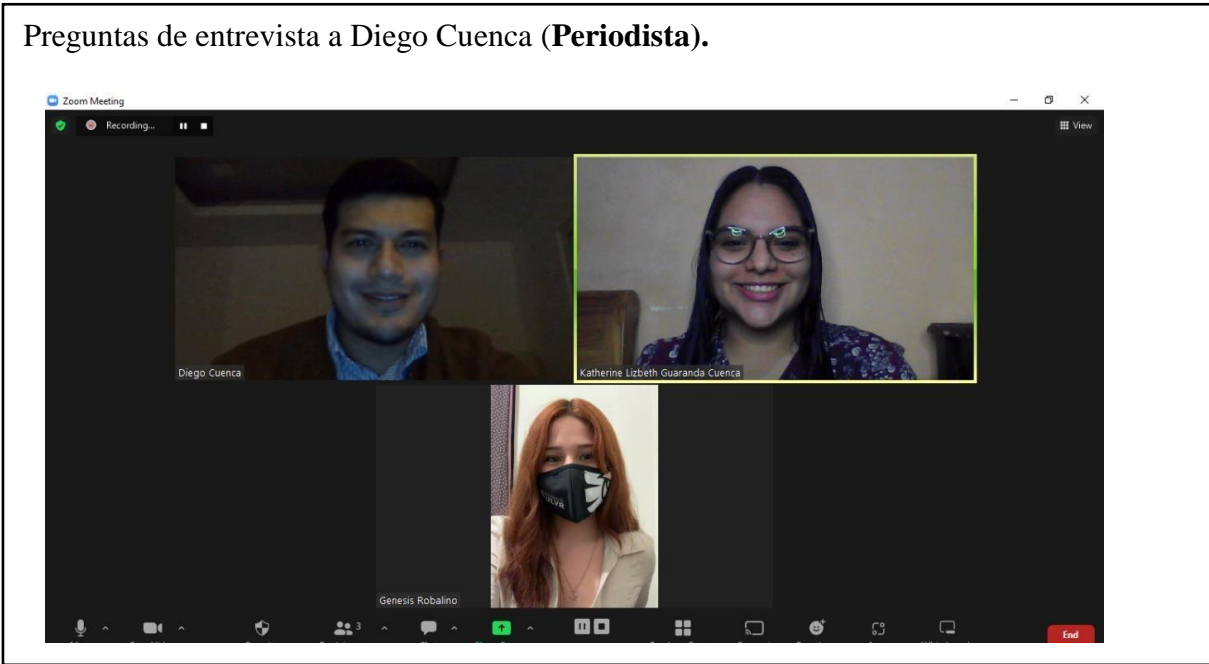 Preguntas de entrevista a Diego Cuenca (Periodista).
Zoom Meeting
Recording...
View
Diego Cuenca
Katherine Lizbeth Guaranda Cuenca
ULVR
Genesis Robalino
3
End